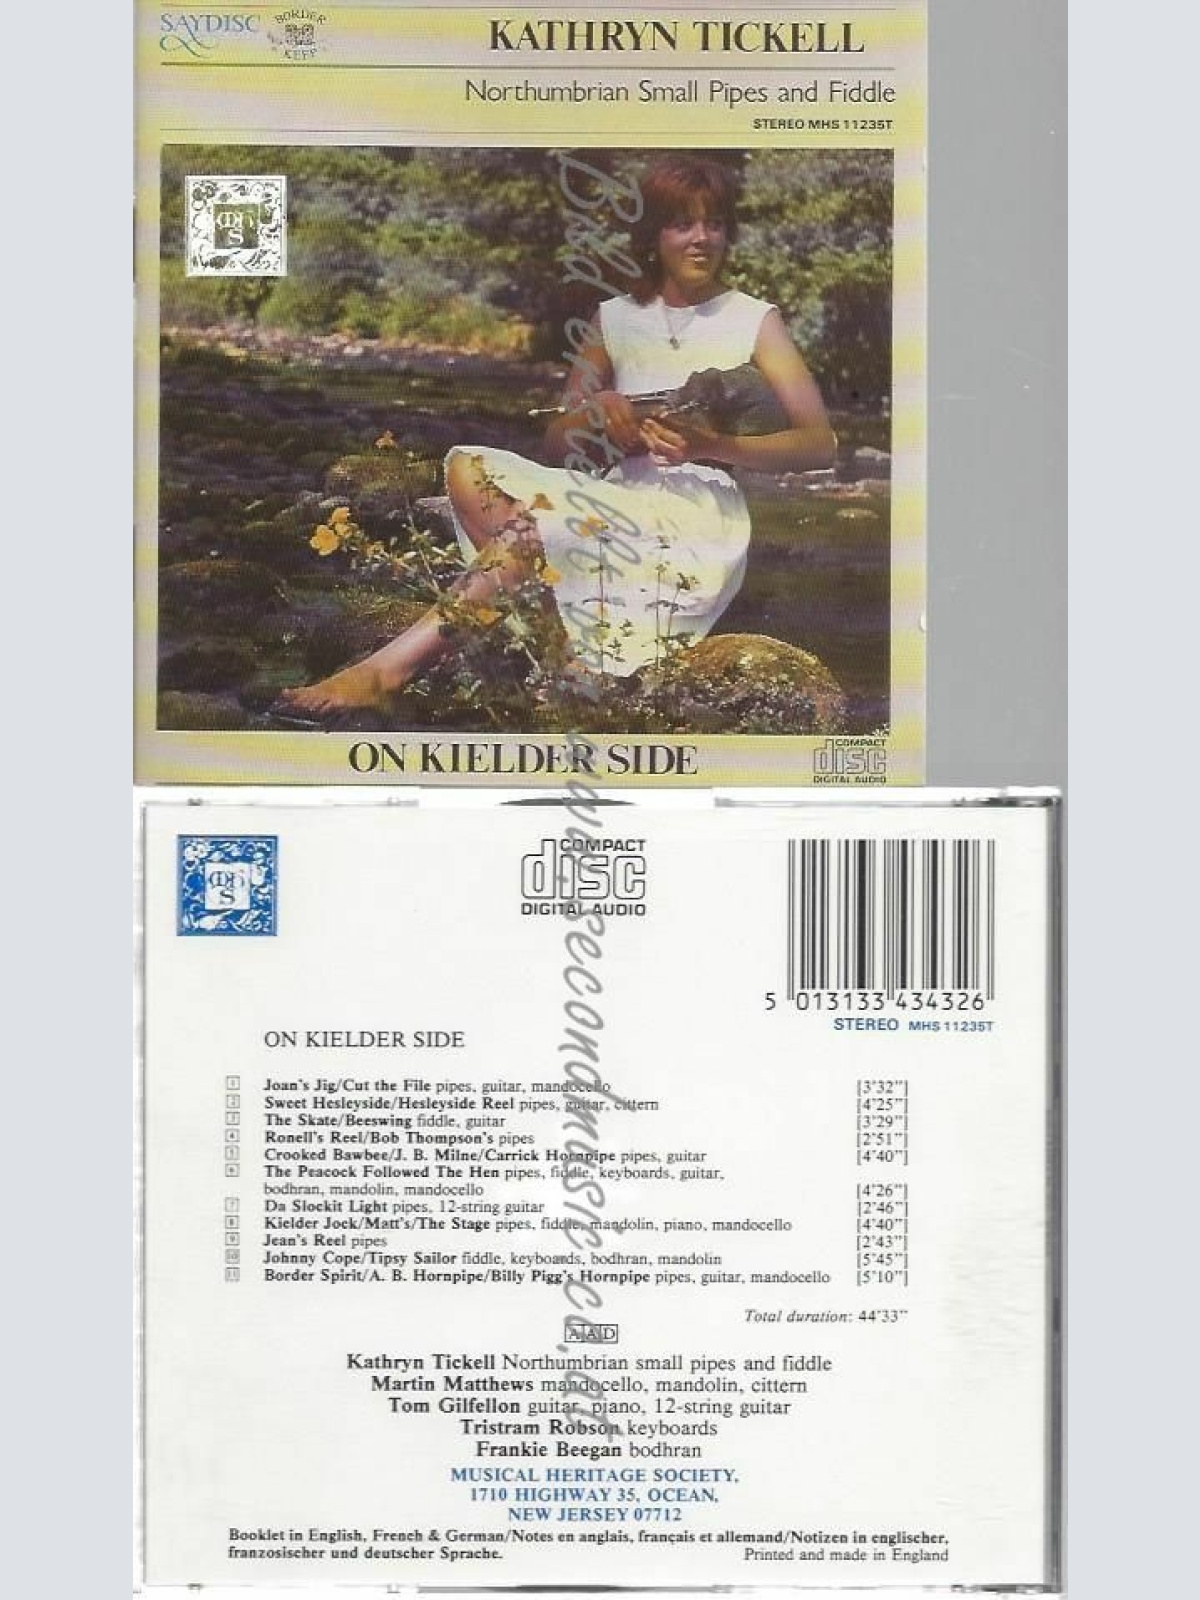 SAYDISC
BORDER
KEEP
KATHRYN TICKELL
Northumbrian Small Pipes and Fiddle
STEREO MHS 11235T
ON KIELDER SIDE
COMPACT
disc
DIGITAL AUDIO
COMPACT
disc
DIGITAL AUDIO
5 013133 434326
STEREO MHS 11235T
ON KIELDER SIDE
1 Joan's Jig/Cut the File pipes, guitar, mandocello [3'32"]
2 Sweet Hesleyside/Hesleyside Reel pipes, guitar, cittern [4'25"]
3 The Skate/Beeswing fiddle, guitar [3'29"]
4 Ronell's Reel/Bob Thompson's pipes [2'51"]
5 Crooked Bawbee/J. B. Milne/Carrick Hornpipe pipes, guitar [4'40"]
6 The Peacock Followed The Hen pipes, fiddle, keyboards, guitar,
bodhran, mandolin, mandocello [4'26"]
7 Da Slockit Light pipes, 12-string guitar [2'46"]
8 Kielder Jock/Matt's/The Stage pipes, fiddle, mandolin, piano, mandocello [4'40"]
9 Jean's Reel pipes [2'43"]
10 Johnny Cope/Tipsy Sailor fiddle, keyboards, bodhran, mandolin [5'45"]
11 Border Spirit/A. B. Hornpipe/Billy Pigg's Hornpipe pipes, guitar, mandocello [5'10"]
Total duration: 44'33"
AAD
Kathryn Tickell Northumbrian small pipes and fiddle
Martin Matthews mandocello, mandolin, cittern
Tom Gilfellon guitar, piano, 12-string guitar
Tristram Robson keyboards
Frankie Beegan bodhran
MUSICAL HERITAGE SOCIETY,
1710 HIGHWAY 35, OCEAN,
NEW JERSEY 07712
Booklet in English, French & German/Notes en anglais, français et allemand/Notizen in englischer,
franzosischer und deutscher Sprache.
Printed and made in England
Bild erstellt von www.secondmusic.co.at